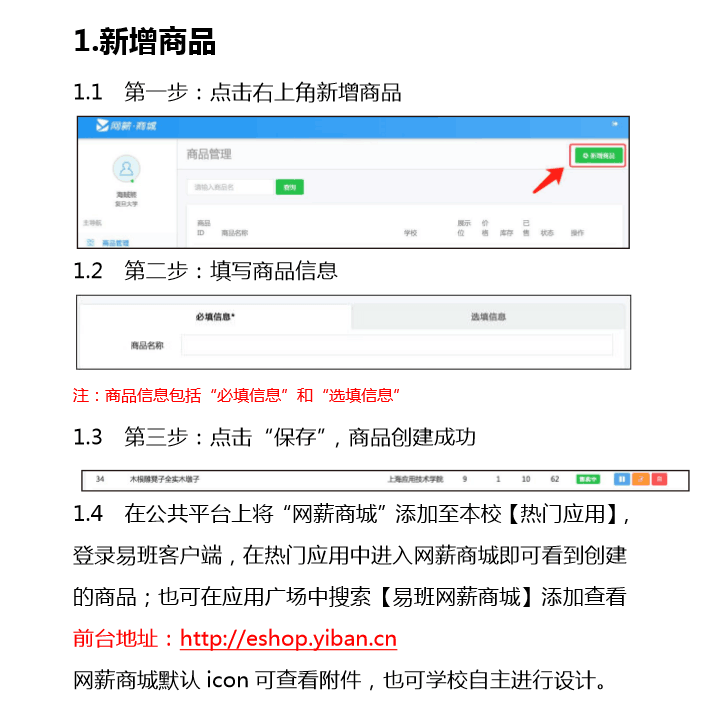 1.新增商品
1.1 第一步：点击右上角新增商品
网薪·商城
商品管理
新增商品
请输入商品名
查询
复旦大学
主导航
商品管理
商品ID 商品名称 学校 展示位 价格 库存 已售 状态 操作
1.2 第二步：填写商品信息
必填信息* 选填信息
商品名称
注：商品信息包括“必填信息”和“选填信息”
1.3 第三步：点击“保存”，商品创建成功
34 木根雕凳子全实木墩子 上海应用技术学院 9 1 10 62
1.4 在公共平台上将“网薪商城”添加至本校【热门应用】，
登录易班客户端，在热门应用中进入网薪商城即可看到创建
的商品；也可在应用广场中搜索【易班网薪商城】添加查看
前台地址：http://eshop.yiban.cn
网薪商城默认 icon 可查看附件，也可学校自主进行设计。